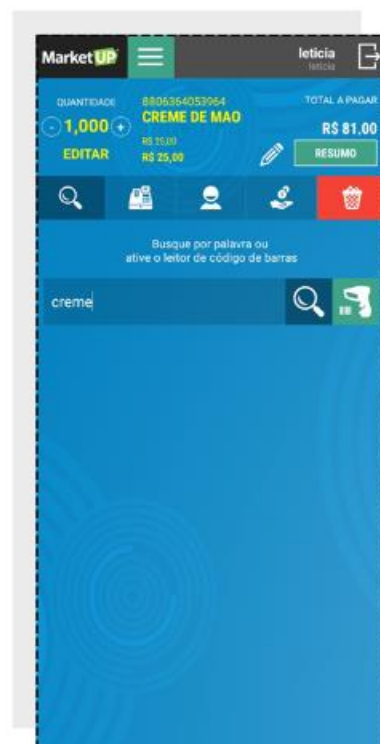 MarketUP
leticia
leticia
QUANTIDADE
- 1,000 +
EDITAR
8806364053964
CREME DE MAO
R$ 25,00
R$ 25,00
TOTAL A PAGAR
R$ 81.00
RESUMO
Busque por palavra ou
ative o leitor de código de barras
creme